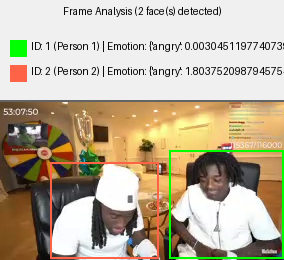 Frame Analysis (2 face(s) detected)
ID: 1 (Person 1) | Emotion: {'angry': 0.003045119774073
ID: 2 (Person 2) | Emotion: {'angry': 1.803752098794575
53:07:50